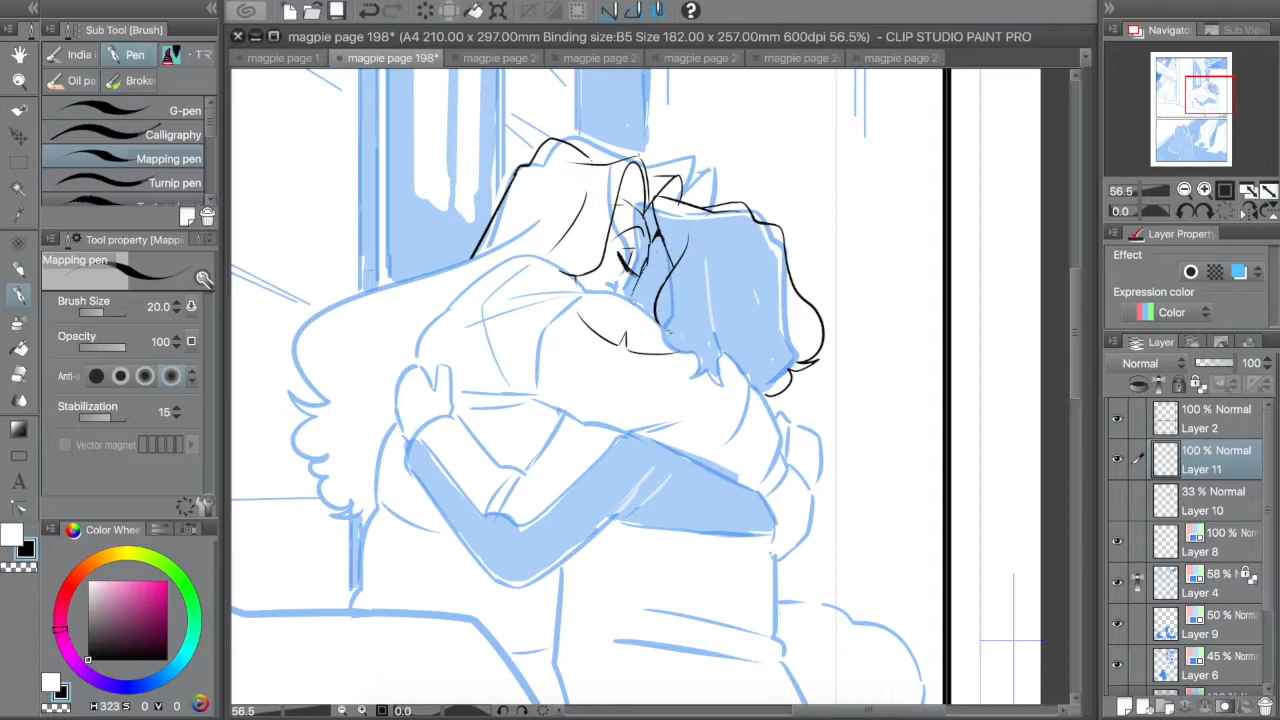 Sub Tool [Brush]
India
Pen
TR
Oil pa
Broke
G-pen
Calligraphy
Mapping pen
Turnip pen
Tool property [Mappi
Mapping pen
Brush Size 20.0
Opacity 100
Anti-a
Stabilization 15
Vector magnet
Color Whee
H 323 S 0 V 0
magpie page 198* (A4 210.00 x 297.00mm Binding size:B5 Size 182.00 x 257.00mm 600dpi 56.5%) - CLIP STUDIO PAINT PRO
magpie page 1
magpie page 198*
magpie page 2
magpie page 2
magpie page 2
magpie page 2
magpie page 2
56.5
0.0
Navigato
Sub View
56.5
0.0
Layer Property
Effect
Expression color
Color
Layer
Normal 100
100 % Normal
Layer 2
100 % Normal
Layer 11
33 % Normal
Layer 10
100 % Norm
Layer 8
58 % N
Layer 4
50 % Norma
Layer 9
45 % Norma
Layer 6